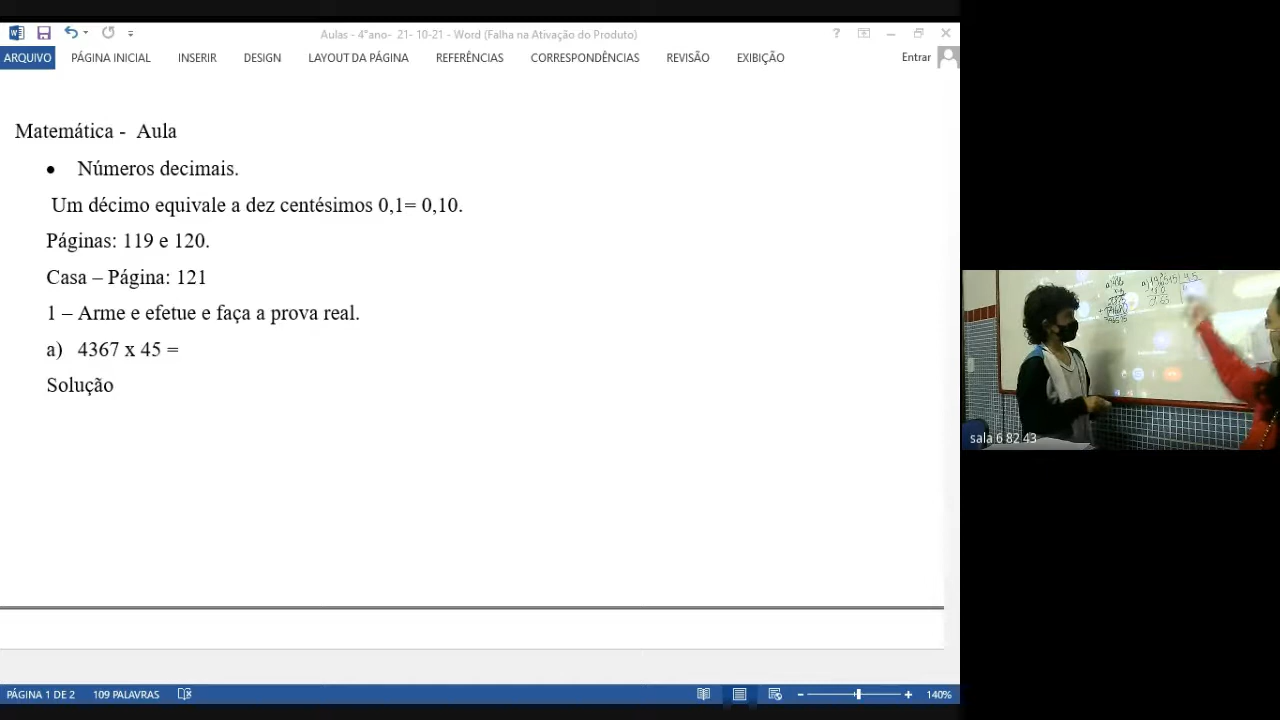 Aulas - 4°ano- 21- 10-21 - Word (Falha na Ativação do Produto)
ARQUIVO PÁGINA INICIAL INSERIR DESIGN LAYOUT DA PÁGINA REFERÊNCIAS CORRESPONDÊNCIAS REVISÃO EXIBIÇÃO Entrar
Matemática - Aula
• Números decimais.
Um décimo equivale a dez centésimos 0,1= 0,10.
Páginas: 119 e 120.
Casa – Página: 121
1 – Arme e efetue e faça a prova real.
a) 4367 x 45 =
Solução
sala 6 82 43
PÁGINA 1 DE 2 109 PALAVRAS 140%